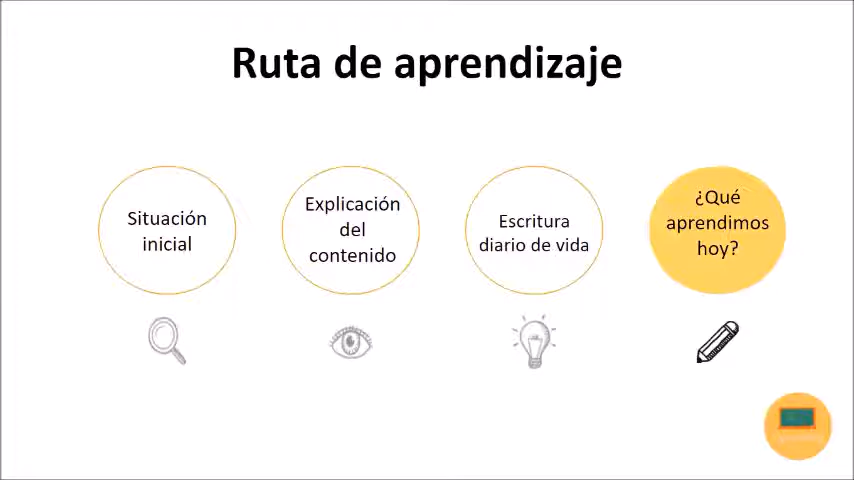 Ruta de aprendizaje
Situación
inicial
Explicación
del
contenido
Escritura
diario de vida
¿Qué
aprendimos
hoy?